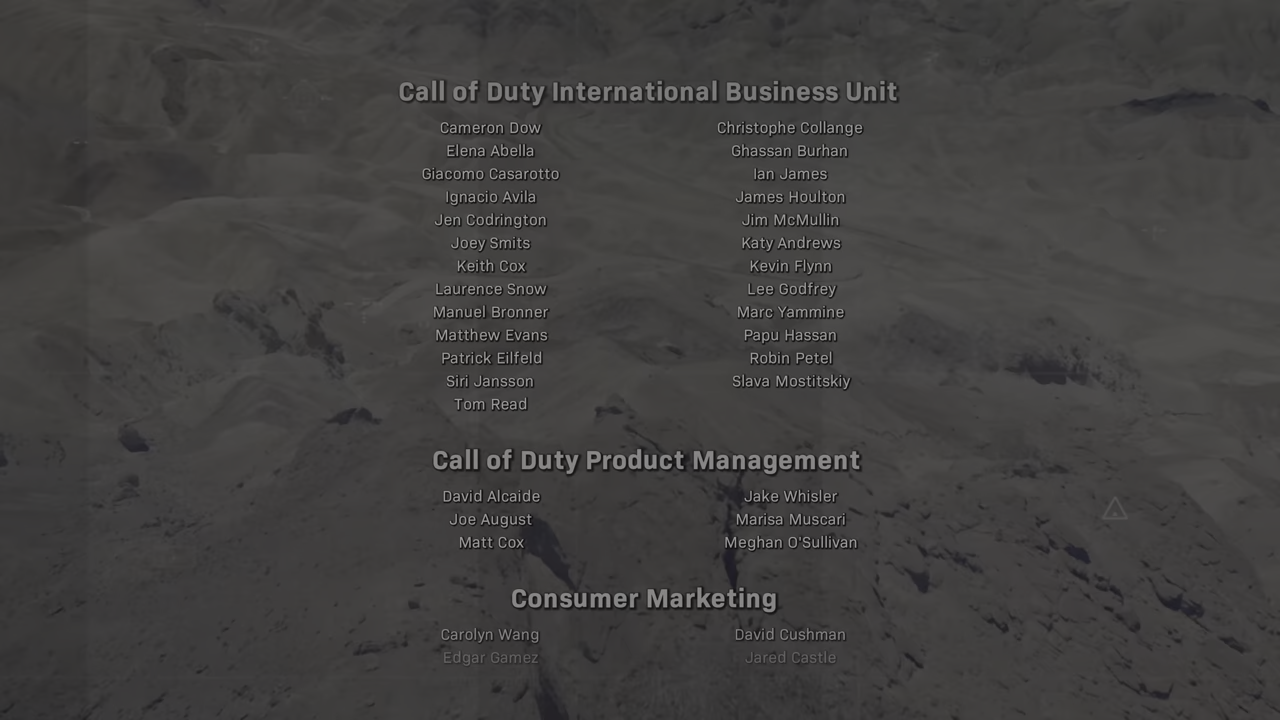 Call of Duty International Business Unit
Cameron Dow Christophe Collange
Elena Abella Ghassan Burhan
Giacomo Casarotto Ian James
Ignacio Avila James Houlton
Jen Codrington Jim McMullin
Joey Smits Katy Andrews
Keith Cox Kevin Flynn
Laurence Snow Lee Godfrey
Manuel Bronner Marc Yammine
Matthew Evans Papu Hassan
Patrick Eilfeld Robin Petel
Siri Jansson Slava Mostitskiy
Tom Read
Call of Duty Product Management
David Alcaide Jake Whisler
Joe August Marisa Muscari
Matt Cox Meghan O'Sullivan
Consumer Marketing
Carolyn Wang David Cushman
Edgar Gamez Jared Castle